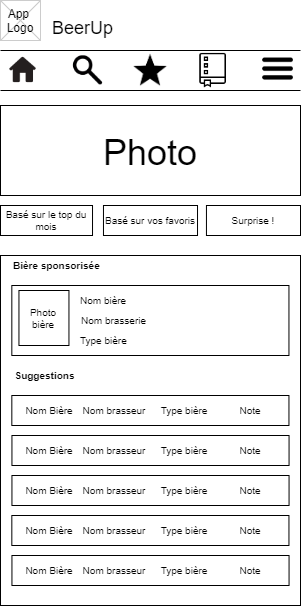 App
Logo
BeerUp
Photo
Basé sur le top du
mois
Basé sur vos favoris
Surprise !
Bière sponsorisée
Photo
bière
Nom bière
Nom brasserie
Type bière
Suggestions
Nom Bière Nom brasseur Type bière Note
Nom Bière Nom brasseur Type bière Note
Nom Bière Nom brasseur Type bière Note
Nom Bière Nom brasseur Type bière Note
Nom Bière Nom brasseur Type bière Note